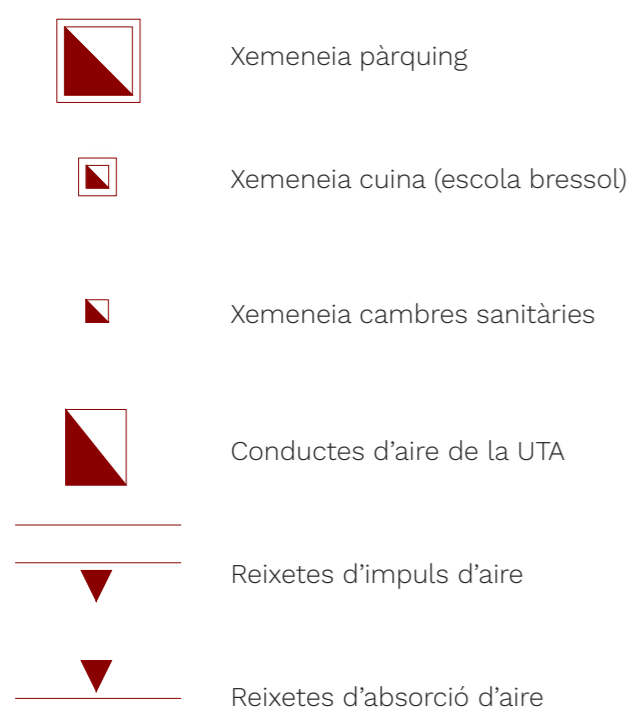 Xemeneia pàrquing
Xemeneia cuina (escola bressol)
Xemeneia cambres sanitàries
Conductes d’aire de la UTA
Reixetes d’impuls d’aire
Reixetes d’absorció d’aire